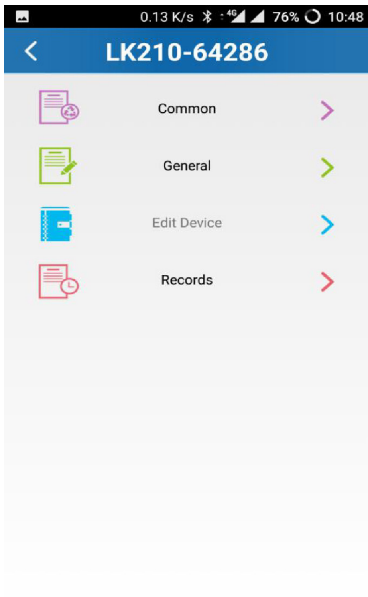 0.13 K/s 4G 76% 10:48
LK210-64286
Common
General
Edit Device
Records